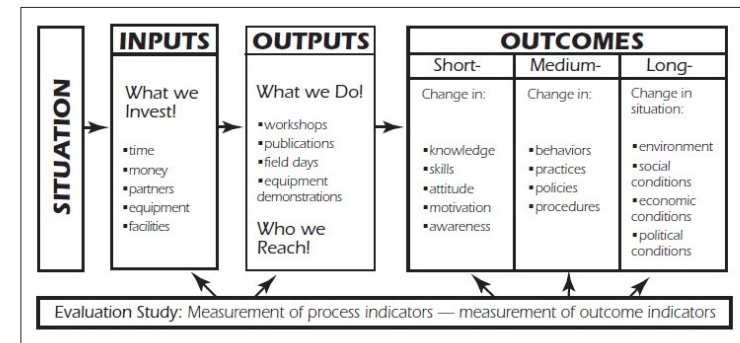 SITUATION
INPUTS
What we
Invest!
▪time
▪money
▪partners
▪equipment
▪facilities
OUTPUTS
What we Do!
▪workshops
▪publications
▪field days
▪equipment
demonstrations
Who we
Reach!
OUTCOMES
Short-
Change in:
▪knowledge
▪skills
▪attitude
▪motivation
▪awareness
Medium-
Change in:
▪behaviors
▪practices
▪policies
▪procedures
Long-
Change in
situation:
▪environment
▪social
conditions
▪economic
conditions
▪political
conditions
Evaluation Study: Measurement of process indicators — measurement of outcome indicators